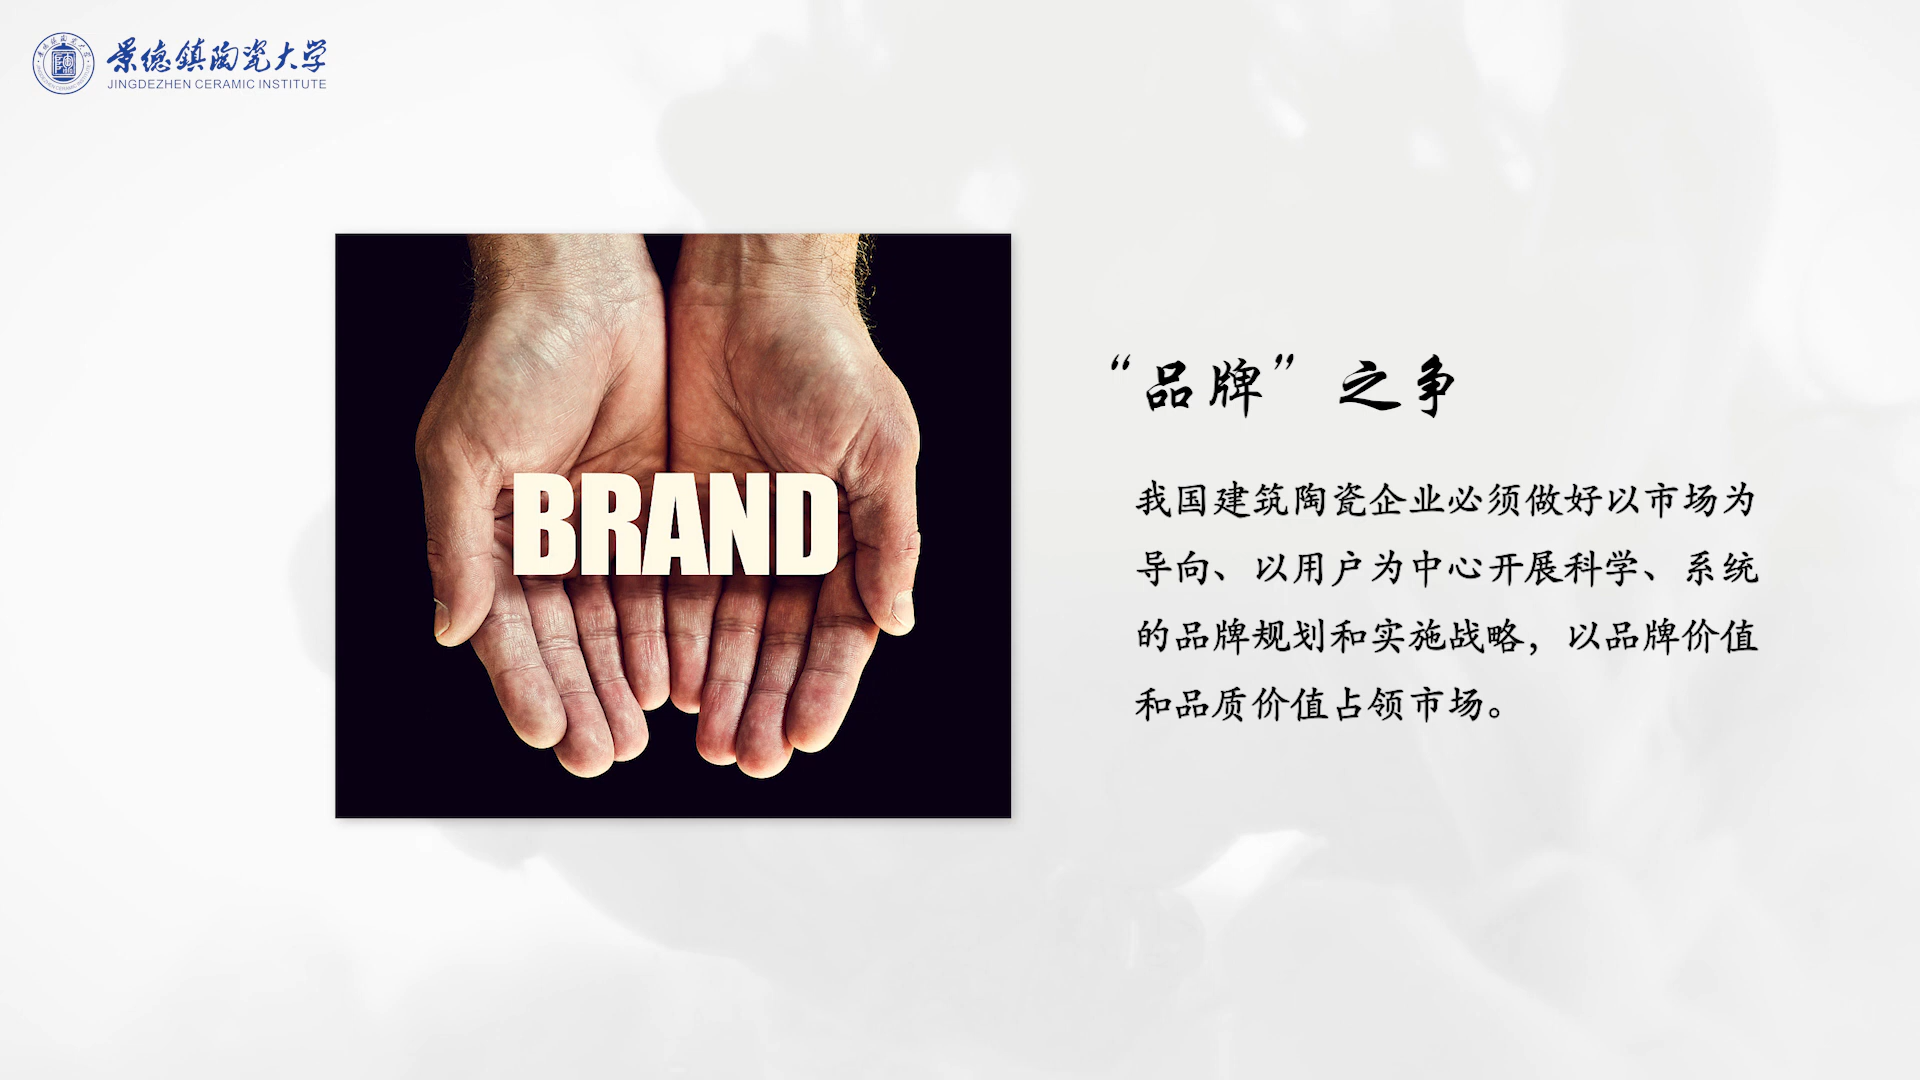 景德镇陶瓷大学
JINGDEZHEN CERAMIC INSTITUTE
BRAND
“品牌”之争
我国建筑陶瓷企业必须做好以市场为
导向、以用户为中心开展科学、系统
的品牌规划和实施战略，以品牌价值
和品质价值占领市场。